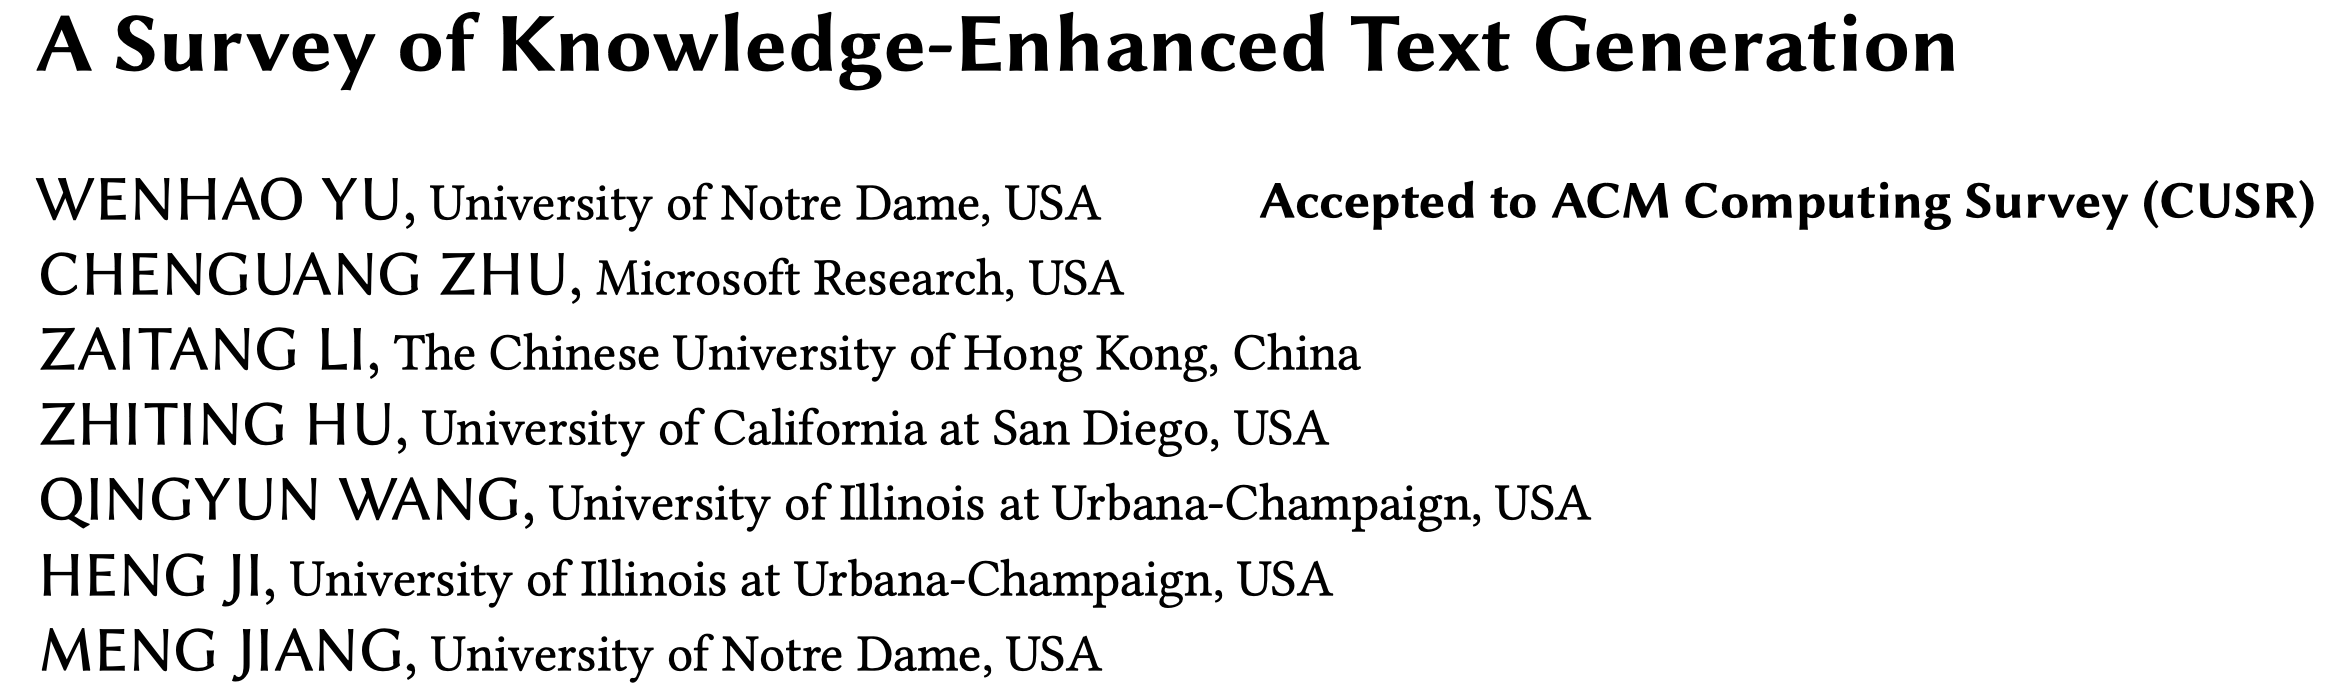 A Survey of Knowledge-Enhanced Text Generation
WENHAO YU, University of Notre Dame, USA
Accepted to ACM Computing Survey (CUSR)
CHENGUANG ZHU, Microsoft Research, USA
ZAITANG LI, The Chinese University of Hong Kong, China
ZHITING HU, University of California at San Diego, USA
QINGYUN WANG, University of Illinois at Urbana-Champaign, USA
HENG JI, University of Illinois at Urbana-Champaign, USA
MENG JIANG, University of Notre Dame, USA